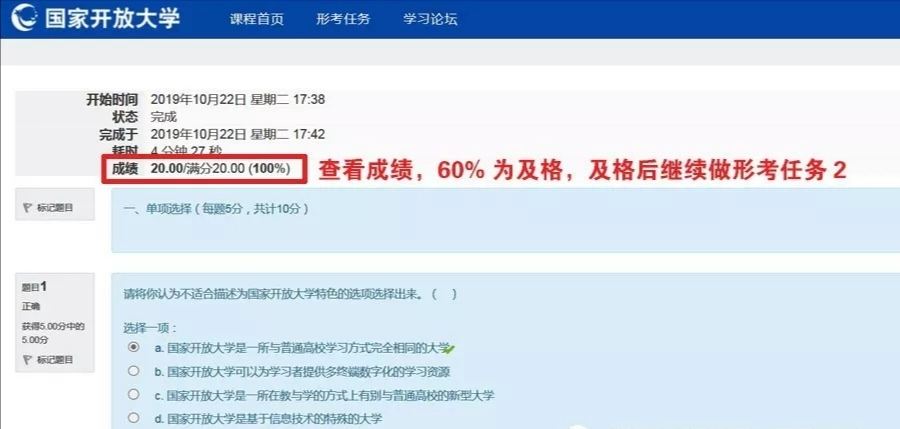 国家开放大学 课程首页 形考任务 学习论坛
开始时间 2019年10月22日 星期二 17:38
状态 完成
完成于 2019年10月22日 星期二 17:42
耗时 4 分钟 27 秒
成绩 20.00/满分20.00 (100%) 查看成绩，60% 为及格，及格后继续做形考任务 2
标记题目
一、单项选择（每题5分，共计10分）
题目1
正确
获得5.00分中的
5.00分
标记题目
请将你认为不适合描述为国家开放大学特色的选项选择出来。（ ）
选择一项：
a. 国家开放大学是一所与普通高校学习方式完全相同的大学
b. 国家开放大学可以为学习者提供多终端数字化的学习资源
c. 国家开放大学是一所在教与学的方式上有别与普通高校的新型大学
d. 国家开放大学是基于信息技术的特殊的大学